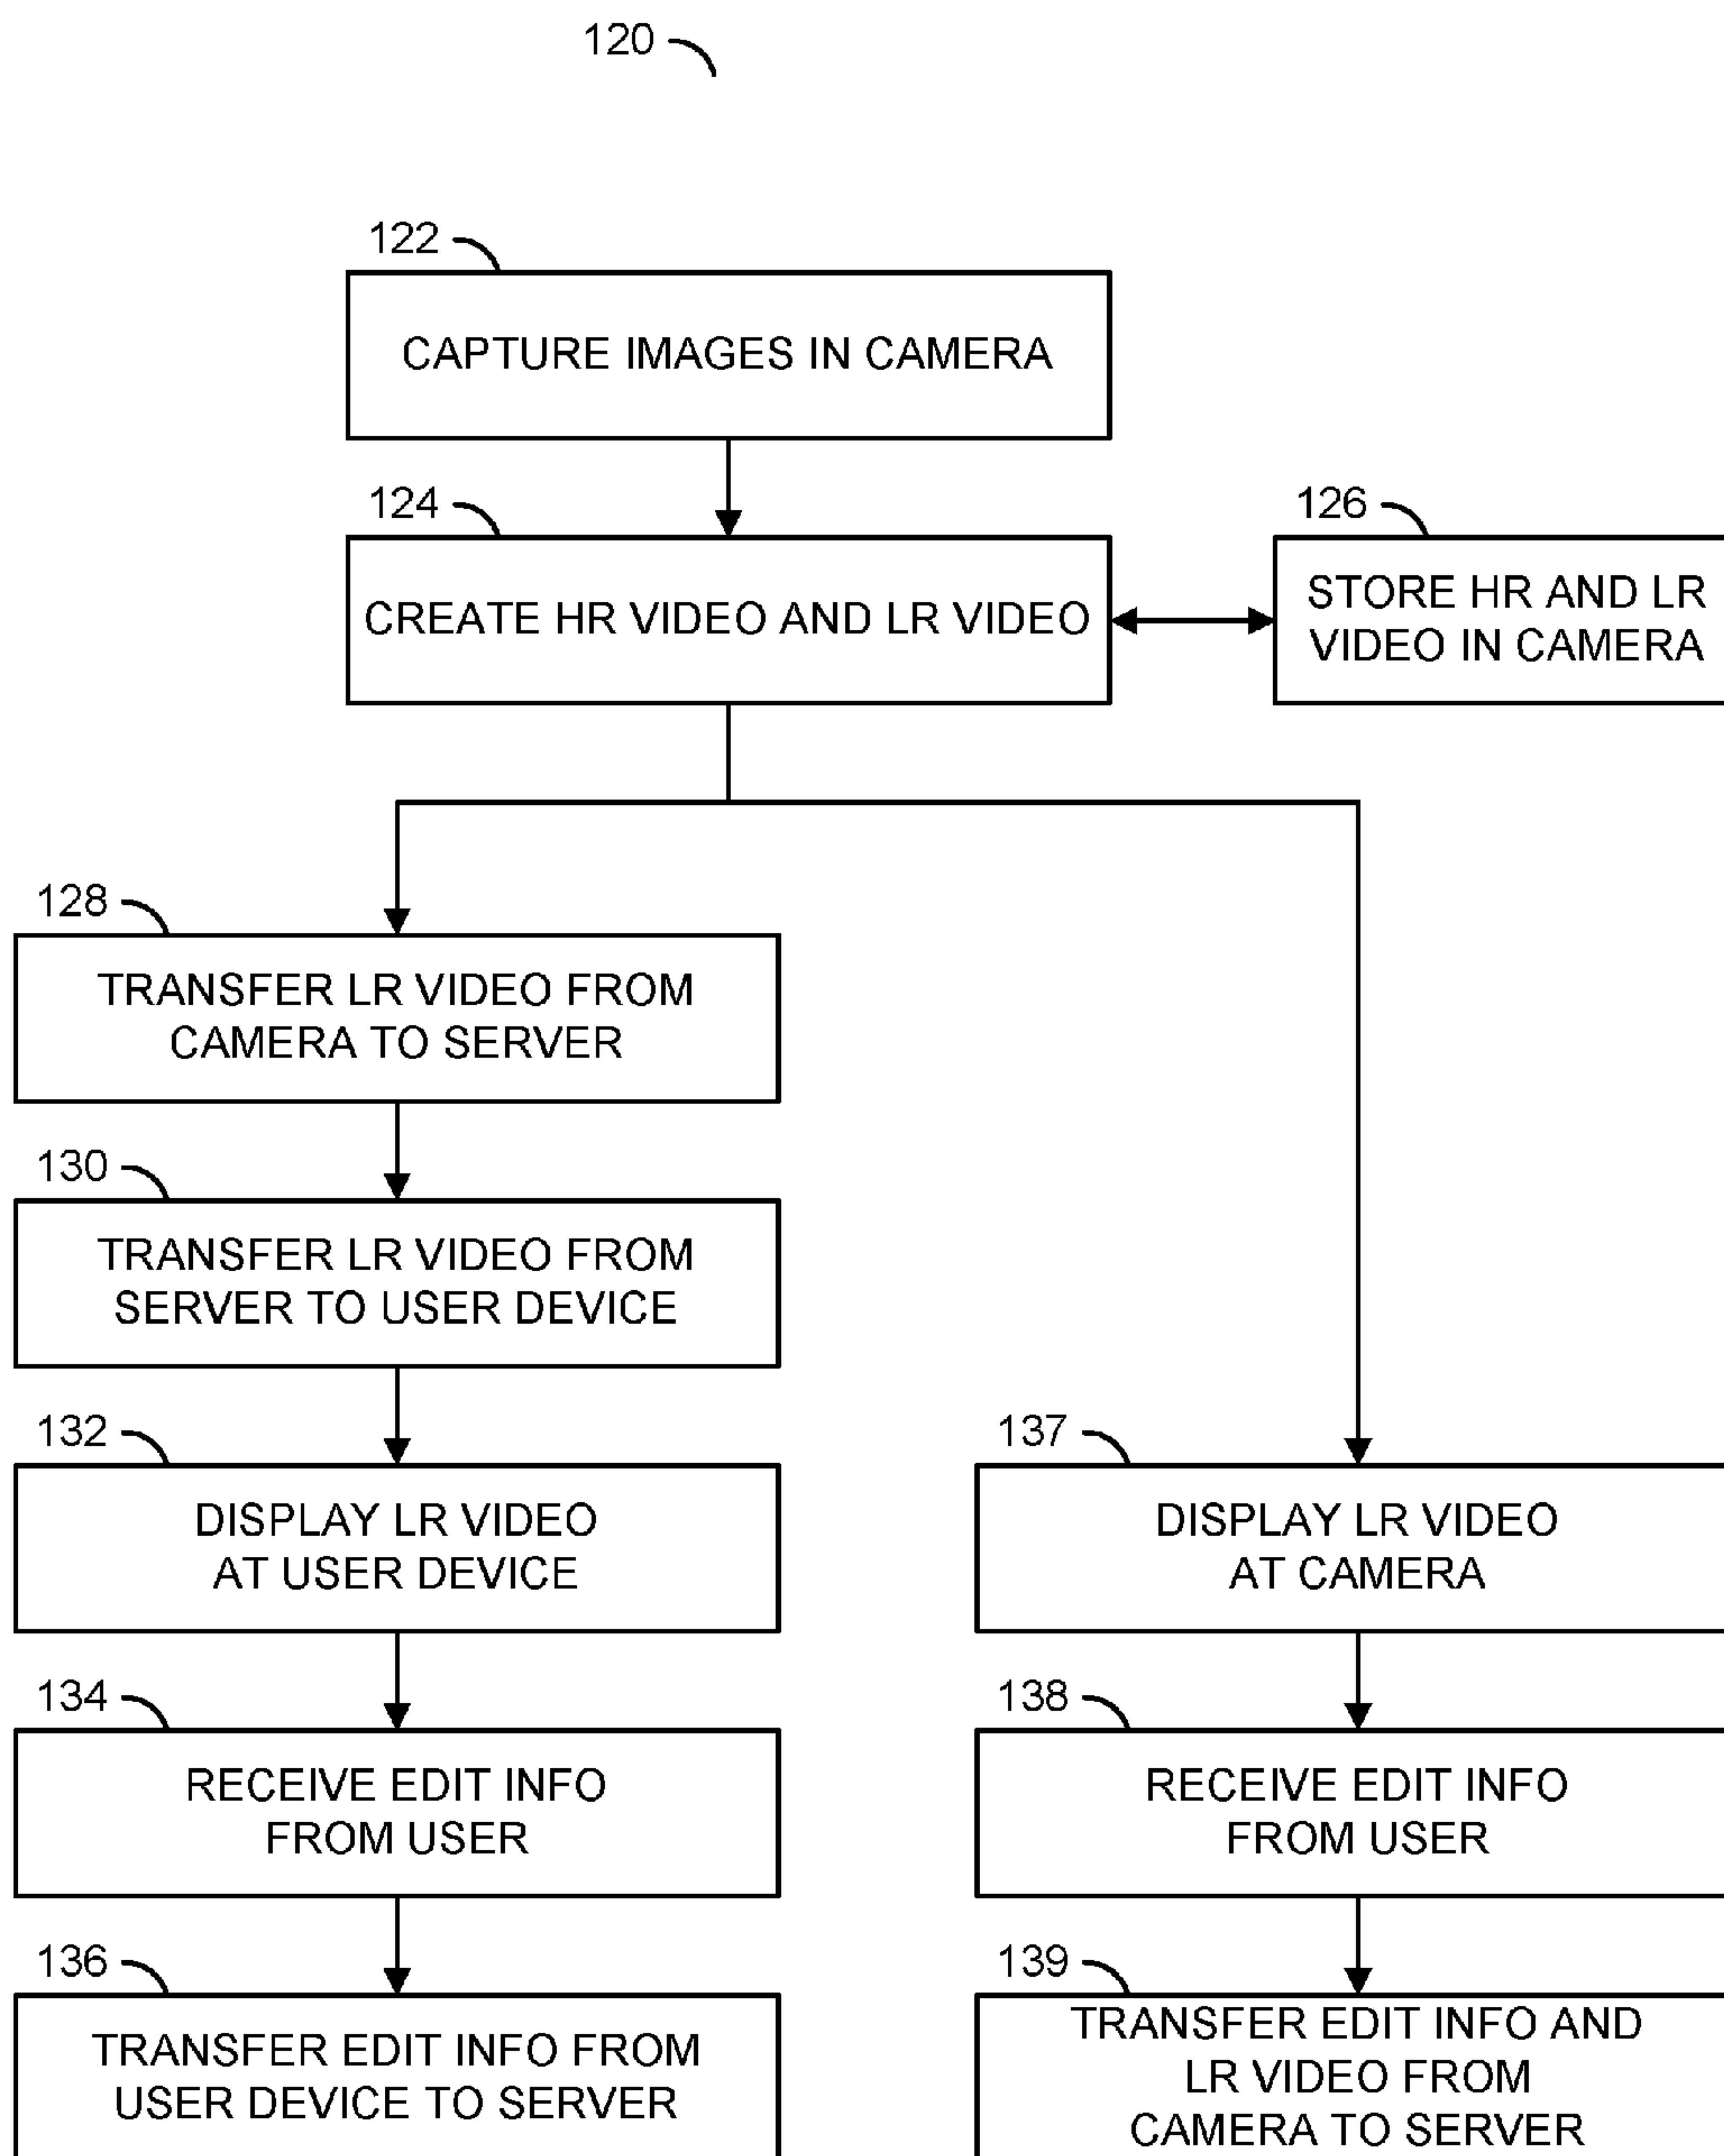 120
122
CAPTURE IMAGES IN CAMERA
124
CREATE HR VIDEO AND LR VIDEO
126
STORE HR AND LR
VIDEO IN CAMERA
128
TRANSFER LR VIDEO FROM
CAMERA TO SERVER
130
TRANSFER LR VIDEO FROM
SERVER TO USER DEVICE
132
DISPLAY LR VIDEO
AT USER DEVICE
134
RECEIVE EDIT INFO
FROM USER
136
TRANSFER EDIT INFO FROM
USER DEVICE TO SERVER
137
DISPLAY LR VIDEO
AT CAMERA
138
RECEIVE EDIT INFO
FROM USER
139
TRANSFER EDIT INFO AND
LR VIDEO FROM
CAMERA TO SERVER